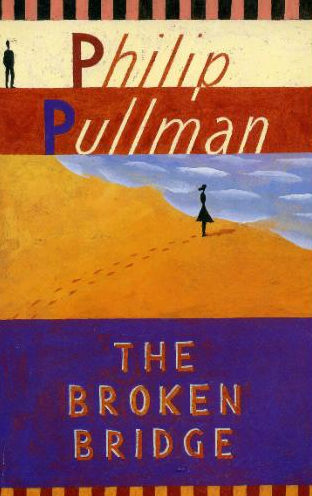 Philip
Pullman
THE
BROKEN
BRIDGE